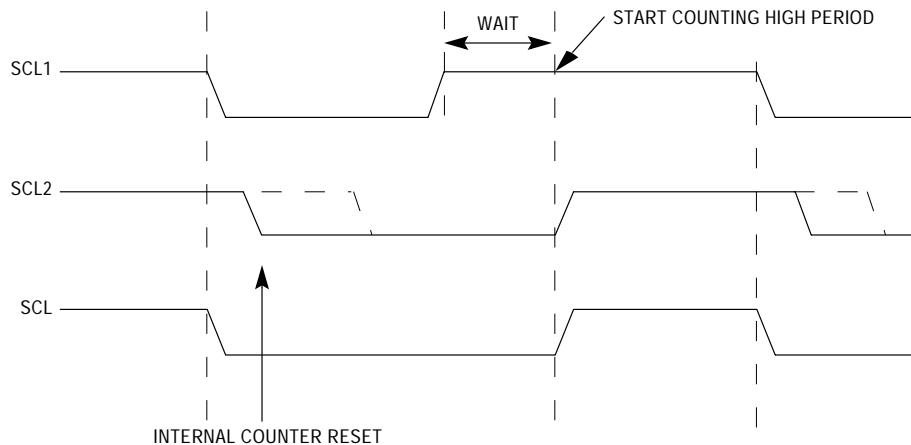 START COUNTING HIGH PERIOD
WAIT
SCL1
SCL2
SCL
INTERNAL COUNTER RESET